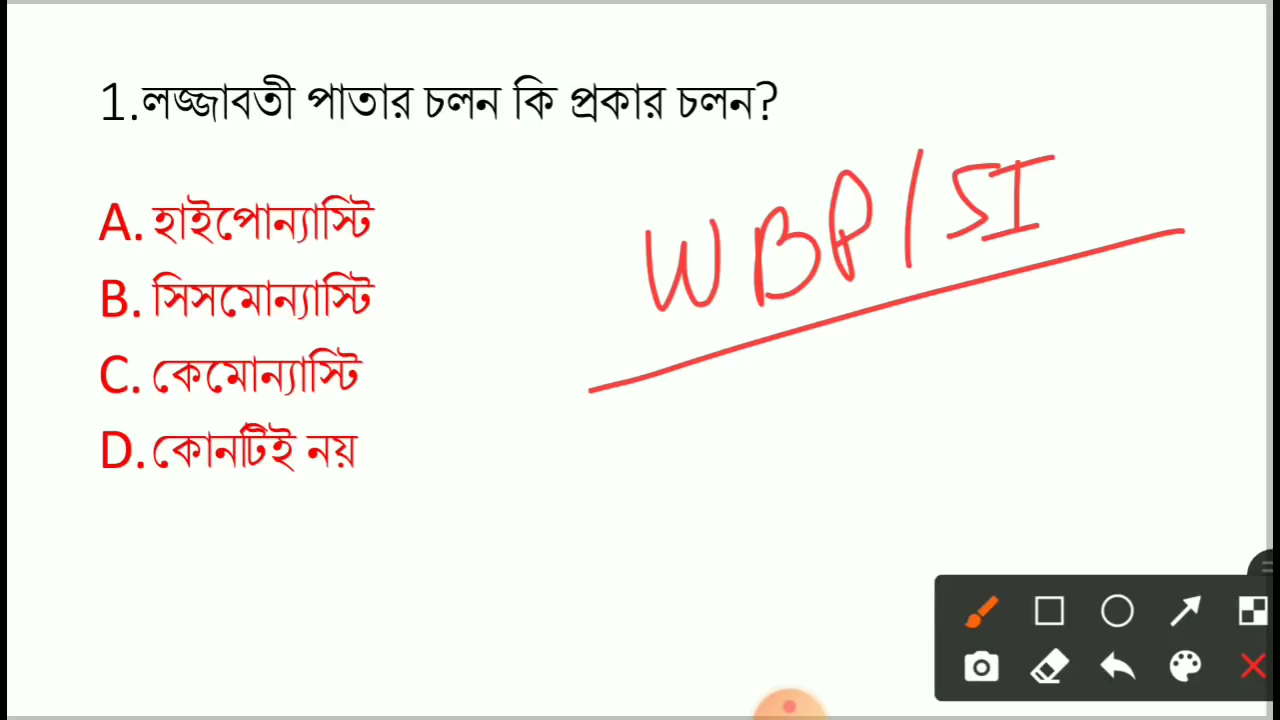 1.লজ্জাবতী পাতার চলন কি প্রকার চলন?
WBP/SI
A. হাইপোন্যাস্টি
B. সিসমোন্যাস্টি
C. কেমোন্যাস্টি
D. কোনটিই নয়